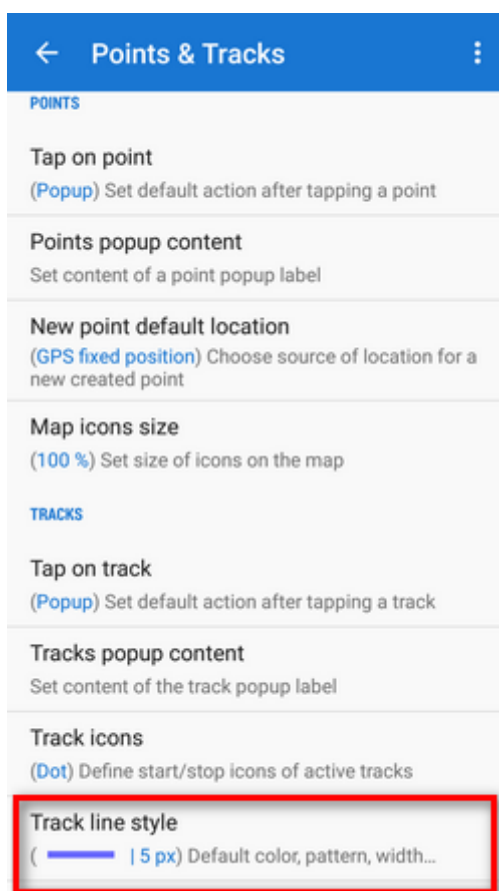 Points & Tracks
POINTS
Tap on point
(Popup) Set default action after tapping a point
Points popup content
Set content of a point popup label
New point default location
(GPS fixed position) Choose source of location for a
new created point
Map icons size
(100 %) Set size of icons on the map
TRACKS
Tap on track
(Popup) Set default action after tapping a track
Tracks popup content
Set content of the track popup label
Track icons
(Dot) Define start/stop icons of active tracks
Track line style
( | 5 px) Default color, pattern, width...